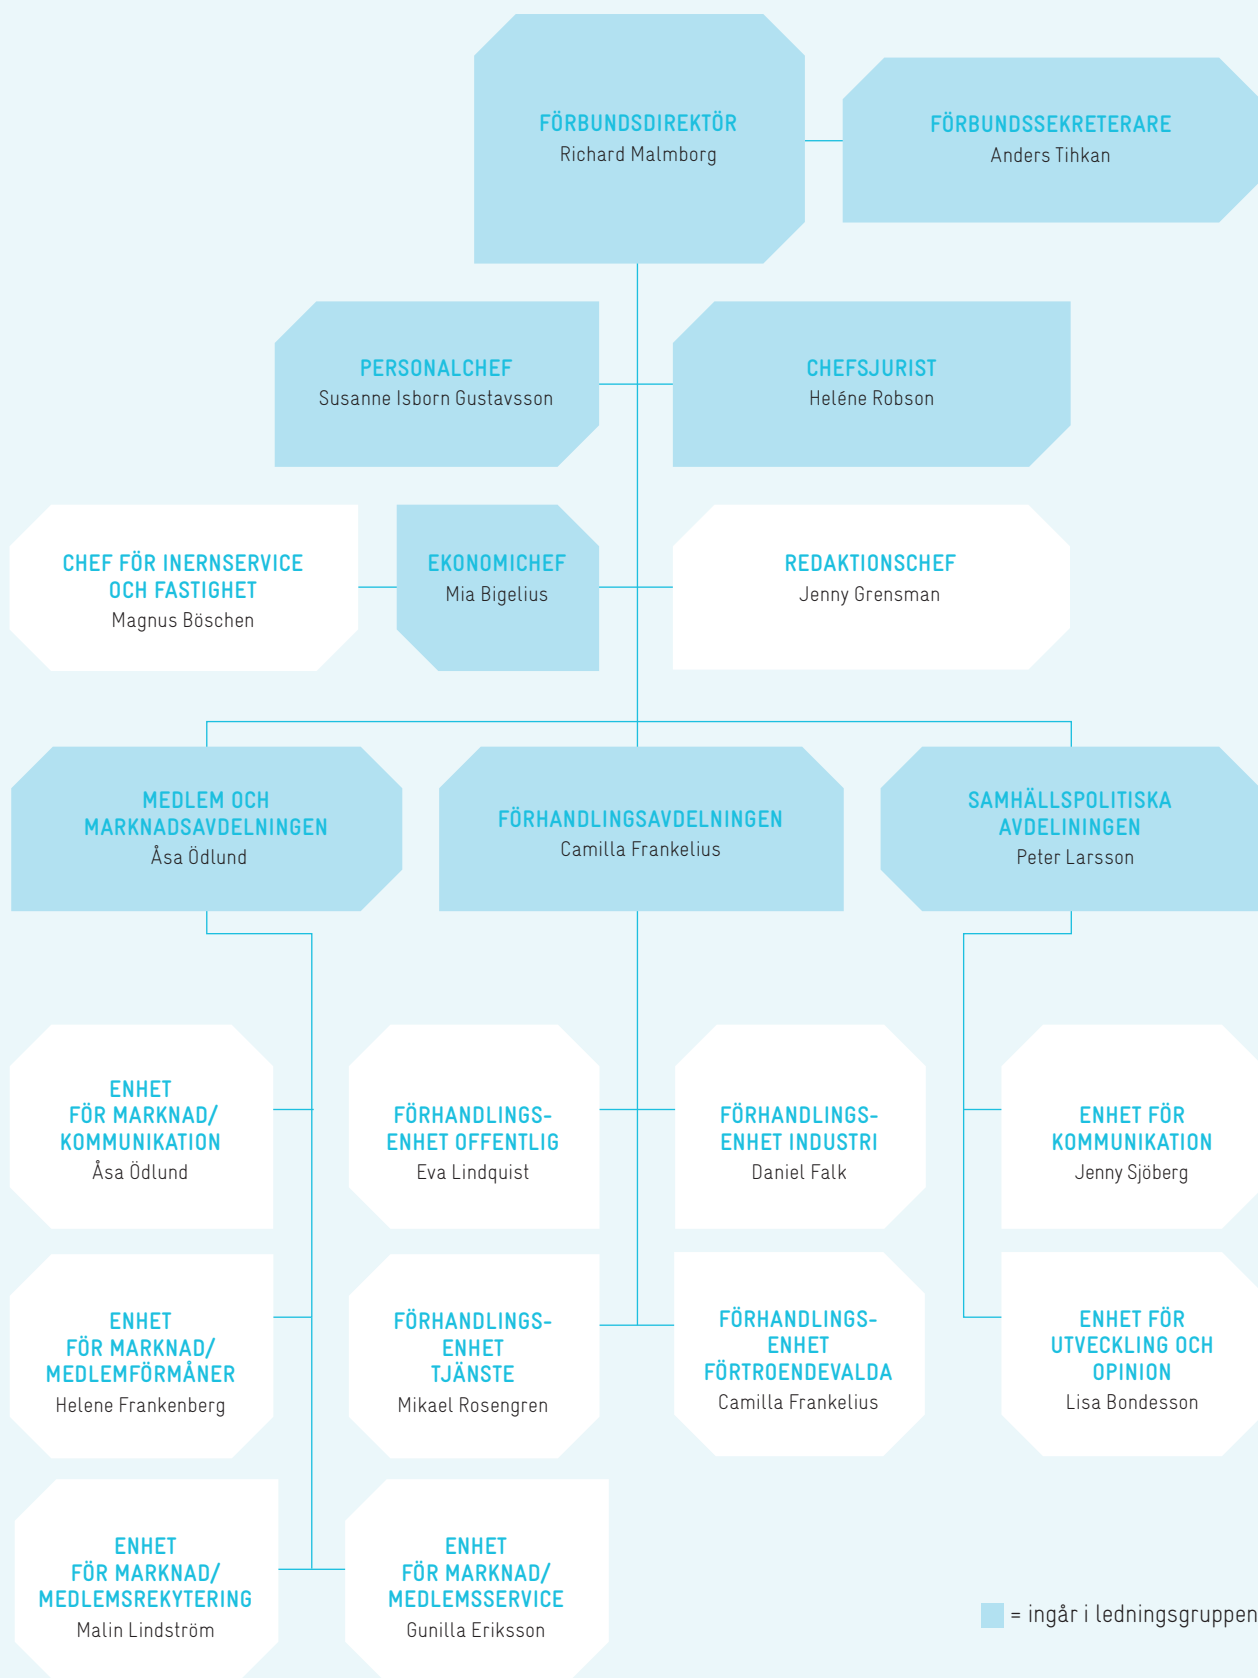 FÖRBUNDSDIREKTÖR
Richard Malmborg
FÖRBUNDSSEKRETERARE
Anders Tihkan
PERSONALCHEF
Susanne Isborn Gustavsson
CHEFSJURIST
Heléne Robson
CHEF FÖR INERNSERVICE
OCH FASTIGHET
Magnus Böschen
EKONOMICHEF
Mia Bigelius
REDAKTIONSCHEF
Jenny Grensman
MEDLEM OCH
MARKNADSAVDELNINGEN
Åsa Ödlund
FÖRHANDLINGSAVDELNINGEN
Camilla Frankelius
SAMHÄLLSPOLITISKA
AVDELININGEN
Peter Larsson
ENHET
FÖR MARKNAD/
KOMMUNIKATION
Åsa Ödlund
FÖRHANDLINGS-
ENHET OFFENTLIG
Eva Lindquist
FÖRHANDLINGS-
ENHET INDUSTRI
Daniel Falk
ENHET FÖR
KOMMUNIKATION
Jenny Sjöberg
ENHET
FÖR MARKNAD/
MEDLEMFÖRMÅNER
Helene Frankenberg
FÖRHANDLINGS-
ENHET
TJÄNSTE
Mikael Rosengren
FÖRHANDLINGS-
ENHET
FÖRTROENDEVALDA
Camilla Frankelius
ENHET FÖR
UTVECKLING OCH
OPINION
Lisa Bondesson
ENHET
FÖR MARKNAD/
MEDLEMSREKYTERING
Malin Lindström
ENHET
FÖR MARKNAD/
MEDLEMSSERVICE
Gunilla Eriksson
= ingår i ledningsgruppen